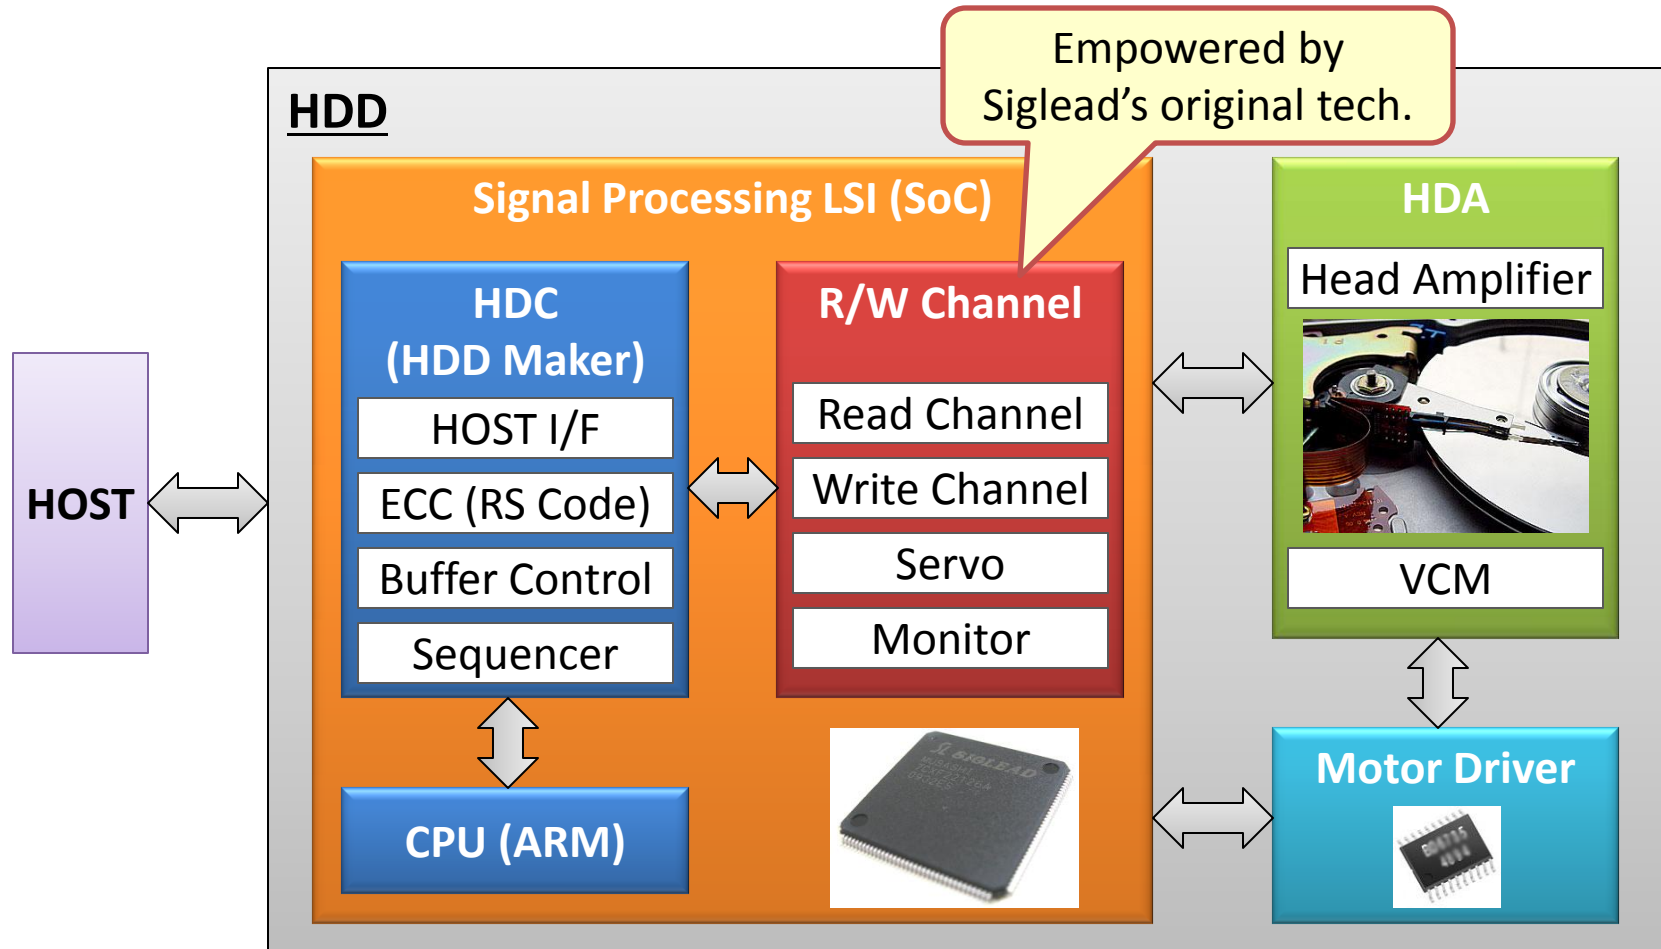 Empowered by
Siglead's original tech.
HDD
Signal Processing LSI (SoC)
HDA
HDC
(HDD Maker)
HOST I/F
ECC (RS Code)
Buffer Control
Sequencer
R/W Channel
Read Channel
Write Channel
Servo
Monitor
Head Amplifier
VCM
HOST
CPU (ARM)
SIGLEAD
Motor Driver